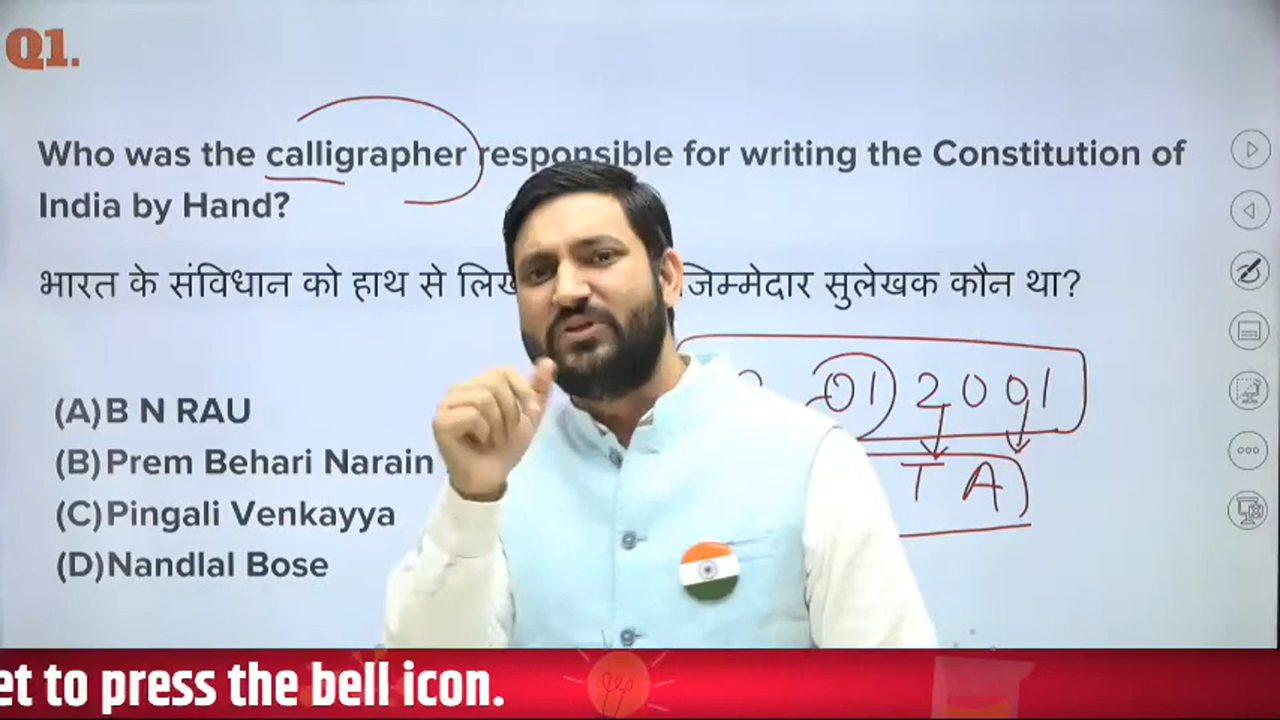 Q1.
Who was the calligrapher responsible for writing the Constitution of
India by Hand?
भारत के संविधान को हाथ से जिम्मेदार सुलेखक कौन था?
(A) B N RAU
(B) Prem Behari Narain
(C) Pingali Venkayya
(D) Nandlal Bose
01 2001
T A
to press the bell icon.